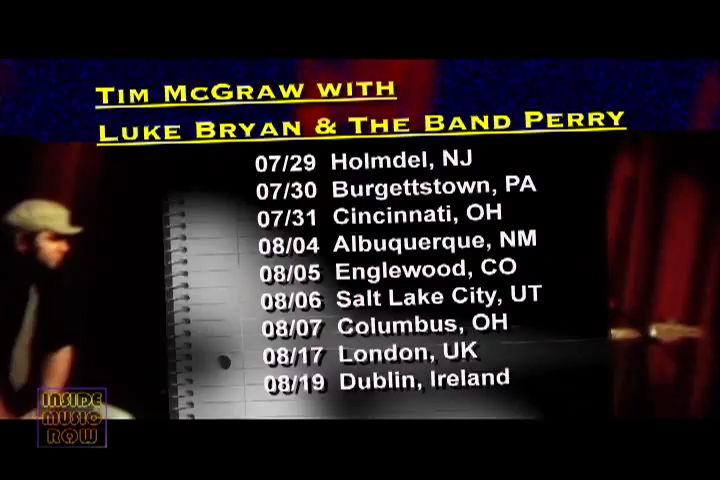 TIM MCGRAW WITH
LUKE BRYAN & THE BAND PERRY
07/29 Holmdel, NJ
07/30 Burgettstown, PA
07/31 Cincinnati, OH
08/04 Albuquerque, NM
08/05 Englewood, CO
08/06 Salt Lake City, UT
08/07 Columbus, OH
08/17 London, UK
08/19 Dublin, Ireland
INSIDE
MUSIC
ROW